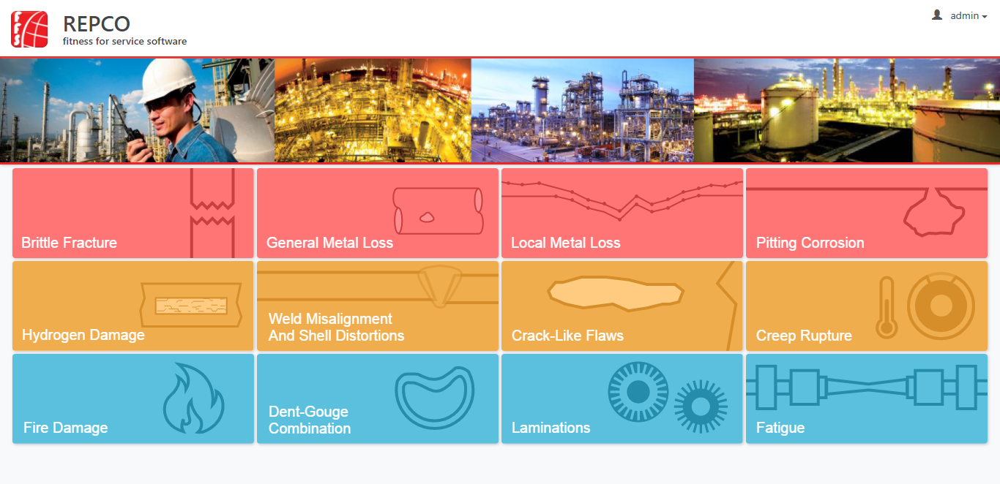 FFS
REPCO
fitness for service software
admin
Brittle Fracture
General Metal Loss
Local Metal Loss
Pitting Corrosion
Hydrogen Damage
Weld Misalignment
And Shell Distortions
Crack-Like Flaws
Creep Rupture
Fire Damage
Dent-Gouge
Combination
Laminations
Fatigue